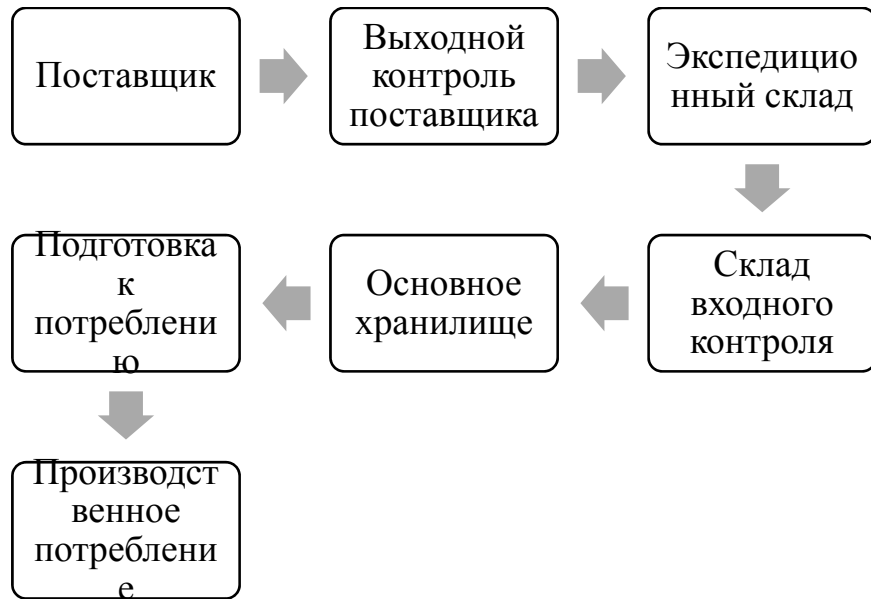 Поставщик
Выходной
контроль
поставщика
Экспедицио
нный склад
Склад
входного
контроля
Основное
хранилище
Подготовка
к
потреблени
ю
Производст
венное
потреблени
е